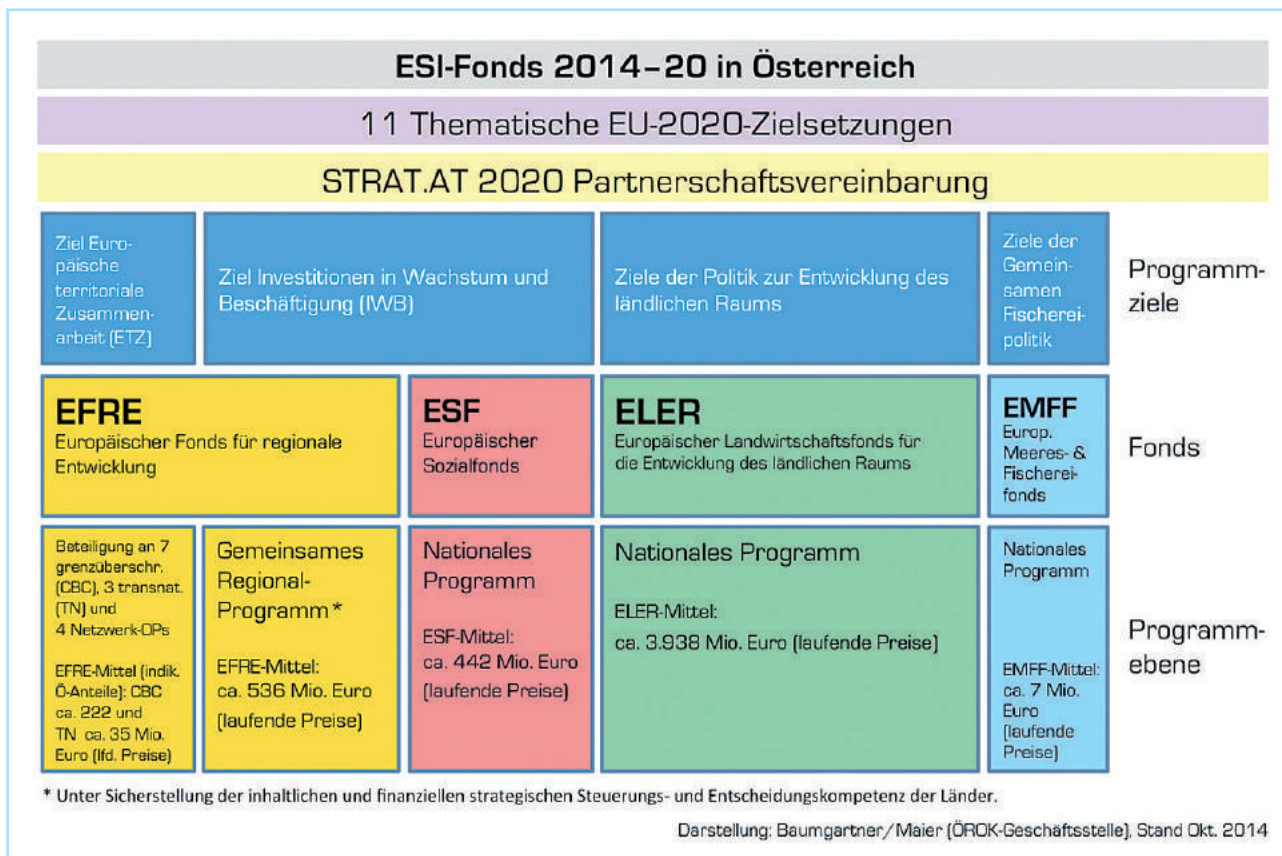 ESI-Fonds 2014–20 in Österreich
11 Thematische EU-2020-Zielsetzungen
STRAT.AT 2020 Partnerschaftsvereinbarung
Ziel Euro-
päische
territoriale
Zusammen-
arbeit (ETZ)
Ziel Investitionen in Wachstum und
Beschäftigung (IWB)
Ziele der Politik zur Entwicklung des
ländlichen Raums
Ziele der
Gemein-
samen
Fischerei-
politik
Programm-
ziele
EFRE
Europäischer Fonds für regionale
Entwicklung
ESF
Europäischer
Sozialfonds
ELER
Europäischer Landwirtschaftsfonds für
die Entwicklung des ländlichen Raums
EMFF
Europ.
Meeres- &
Fischerei-
fonds
Fonds
Beteiligung an 7
grenzüberschr.
(CBC), 3 transnat.
(TN) und
4 Netzwerk-OPs
EFRE-Mittel (indik.
Ö-Anteile): CBC
ca. 222 und
TN ca. 35 Mio.
Euro (lfd. Preise)
Gemeinsames
Regional-
Programm*
EFRE-Mittel:
ca. 536 Mio. Euro
(laufende Preise)
Nationales
Programm
ESF-Mittel:
ca. 442 Mio. Euro
(laufende Preise)
Nationales Programm
ELER-Mittel:
ca. 3.938 Mio. Euro (laufende Preise)
Nationales
Programm
EMFF-Mittel:
ca. 7 Mio.
Euro
(laufende
Preise)
Programm-
ebene
* Unter Sicherstellung der inhaltlichen und finanziellen strategischen Steuerungs- und Entscheidungskompetenz der Länder.
Darstellung: Baumgartner/Maier (ÖROK-Geschäftsstelle), Stand Okt. 2014